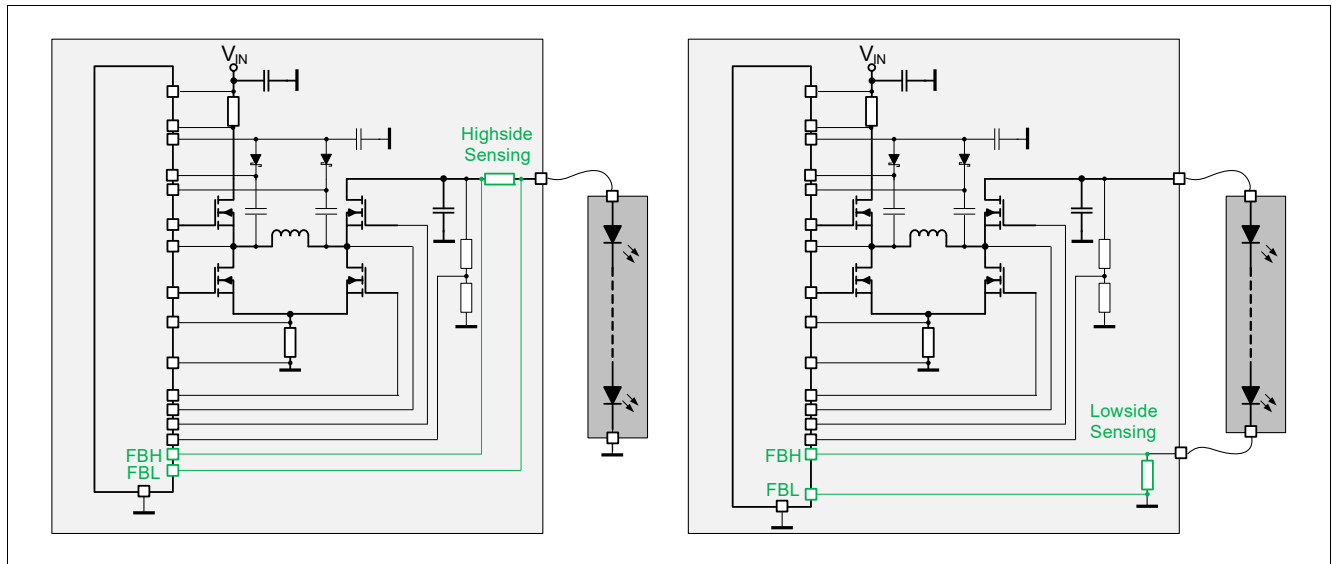 VIN
Highside
Sensing
FBH
FBL
VIN
Lowside
Sensing
FBH
FBL